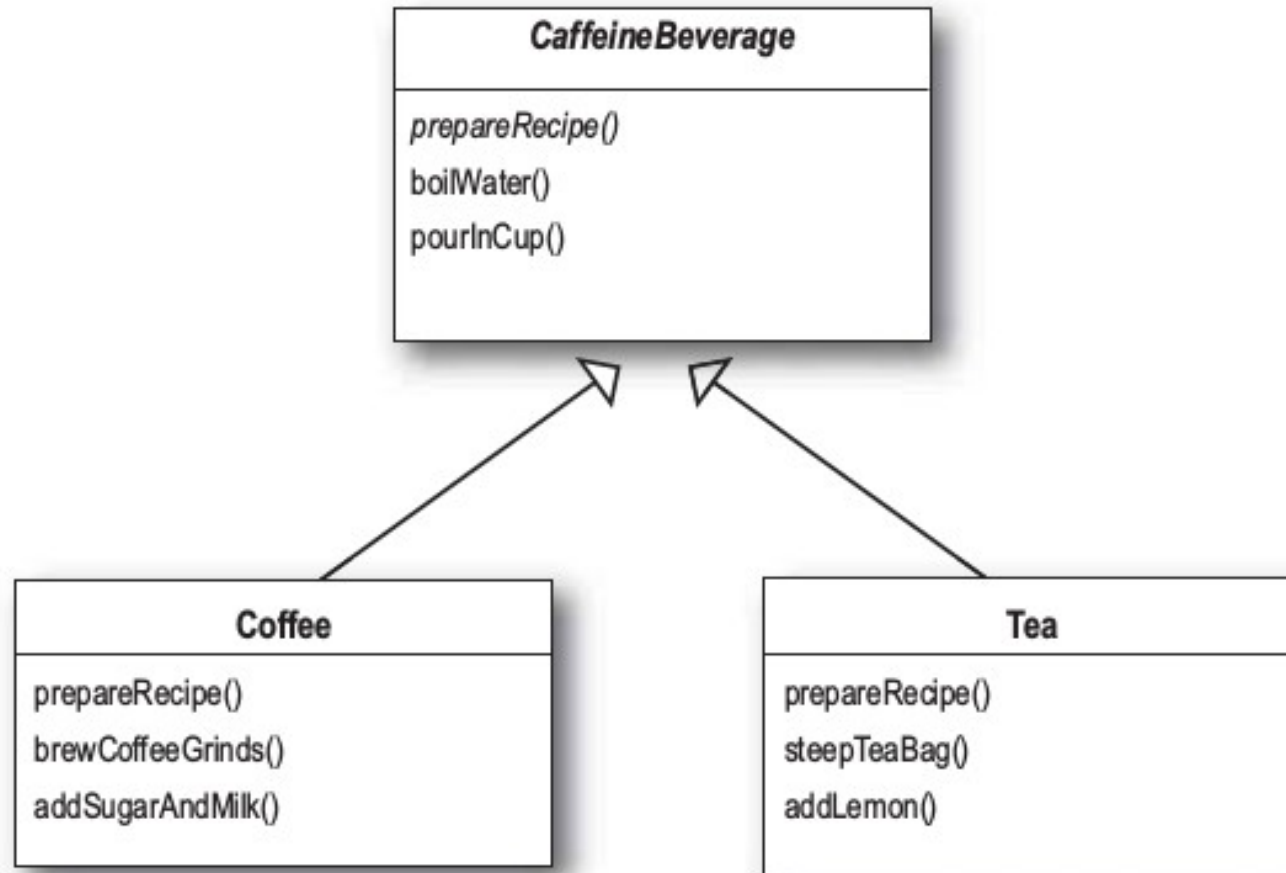 CaffeineBeverage
prepareRecipe()
boilWater()
pourInCup()
Coffee
prepareRecipe()
brewCoffeeGrinds()
addSugarAndMilk()
Tea
prepareRecipe()
steepTeaBag()
addLemon()